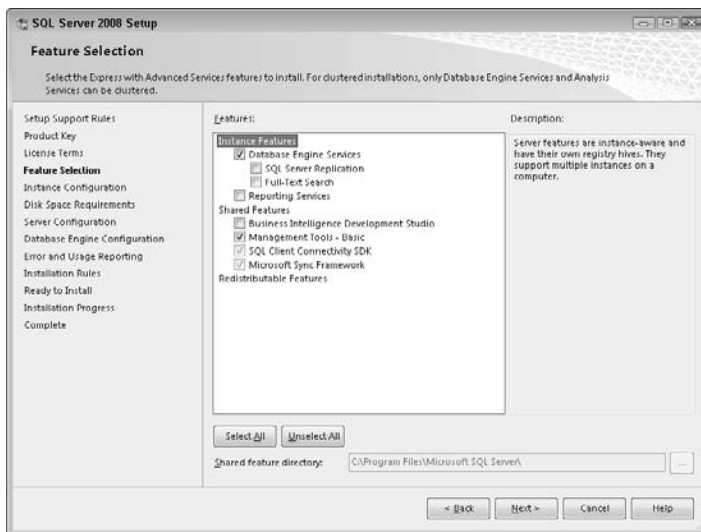 SQL Server 2008 Setup
Feature Selection
Select the Express with Advanced Services features to install. For clustered installations, only Database Engine Services and Analysis
Services can be clustered.
Setup Support Rules
Product Key
License Terms
Feature Selection
Instance Configuration
Disk Space Requirements
Server Configuration
Database Engine Configuration
Error and Usage Reporting
Installation Rules
Ready to Install
Installation Progress
Complete
Features:
Instance Features
Database Engine Services
SQL Server Replication
Full-Text Search
Reporting Services
Shared Features
Business Intelligence Development Studio
Management Tools - Basic
SQL Client Connectivity SDK
Microsoft Sync Framework
Redistributable Features
Description:
Server features are instance-aware and
have their own registry hives. They
support multiple instances on a
computer.
Select All
Unselect All
Shared feature directory:
C:\Program Files\Microsoft SQL Server\
...
< Back
Next >
Cancel
Help